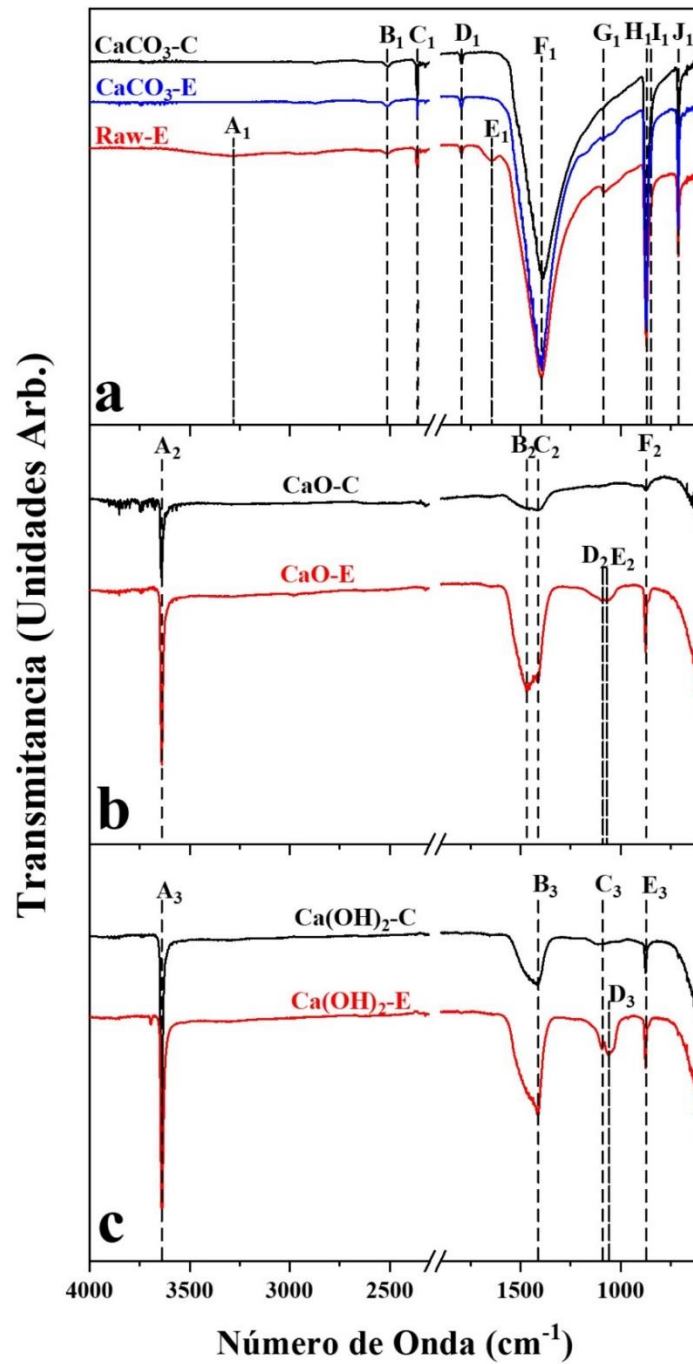 Transmitancia (Unidades Arb.)
CaCO₃-C
CaCO₃-E
Raw-E
A₁
B₁ C₁ D₁ E₁ F₁ G₁ H₁ I₁ J₁
a
A₂
B₂ C₂
D₂ E₂
F₂
CaO-C
CaO-E
b
A₃
B₃ C₃ E₃
D₃
Ca(OH)₂-C
Ca(OH)₂-E
c
4000 3500 3000 2500 1500 1000
Número de Onda (cm⁻¹)